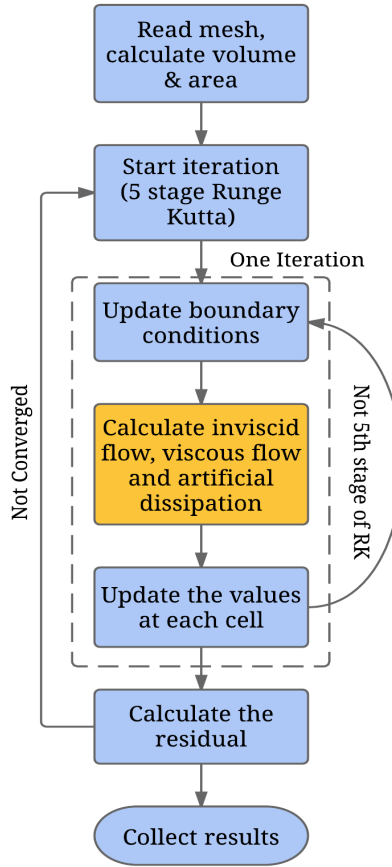 Read mesh,
calculate volume
& area
Start iteration
(5 stage Runge
Kutta)
One Iteration
Update boundary
conditions
Calculate inviscid
flow, viscous flow
and artificial
dissipation
Not Converged
Not 5th stage of RK
Update the values
at each cell
Calculate the
residual
Collect results